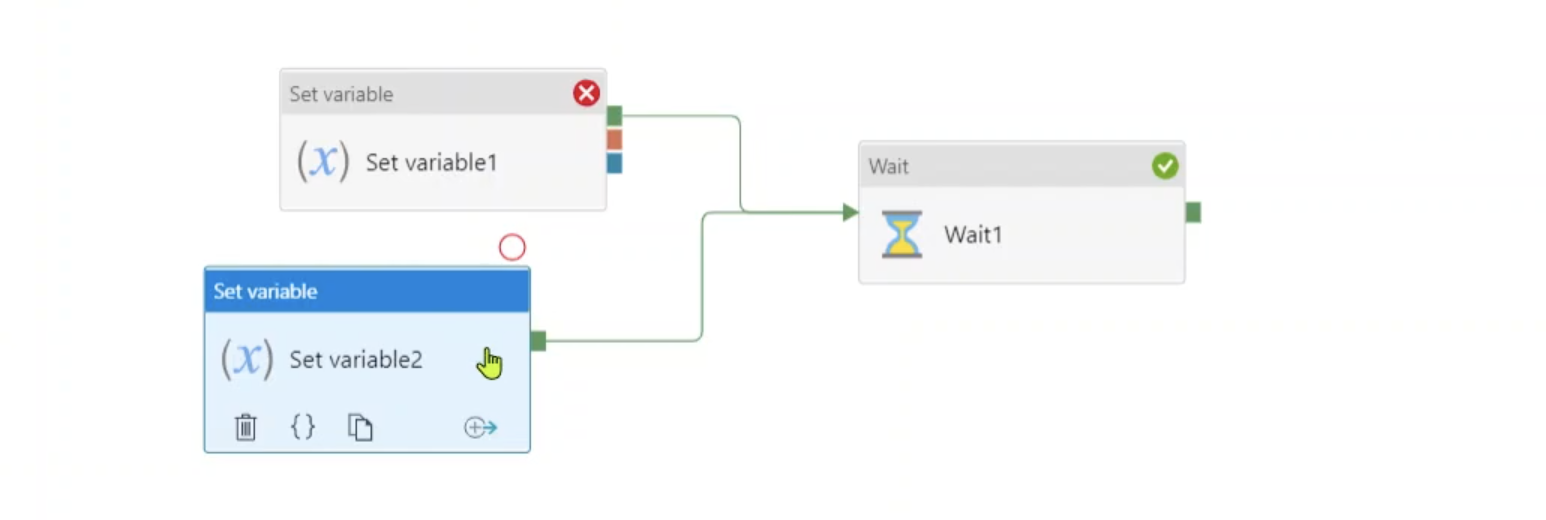 Set variable
(x) Set variable1
Wait
Wait1
Set variable
(x) Set variable2
{}